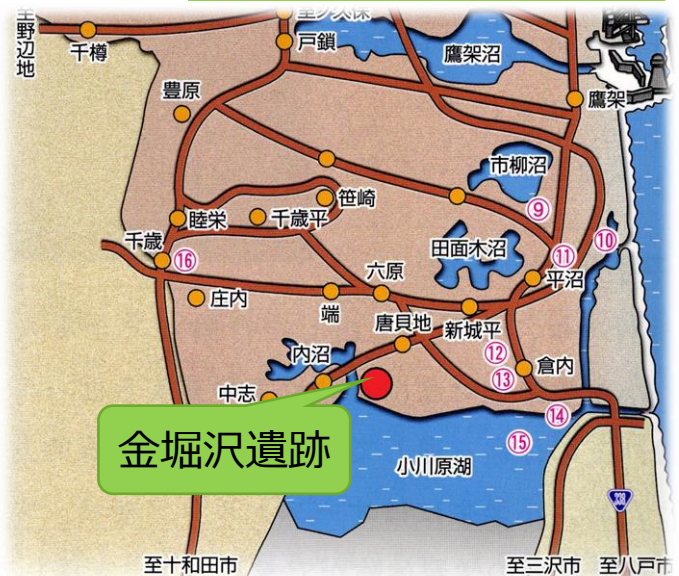 至野辺地
千樽
戸鎖
鷹架沼
豊原
鷹架
市柳沼
笹崎
⑨
睦栄
千歳平
⑩
千歳
⑯
田面木沼
⑪
六原
平沼
庄内
端
唐貝地
新城平
内沼
⑫
倉内
⑬
中志
⑭
金堀沢遺跡
⑮
小川原湖
338
至十和田市
至三沢市
至八戸市